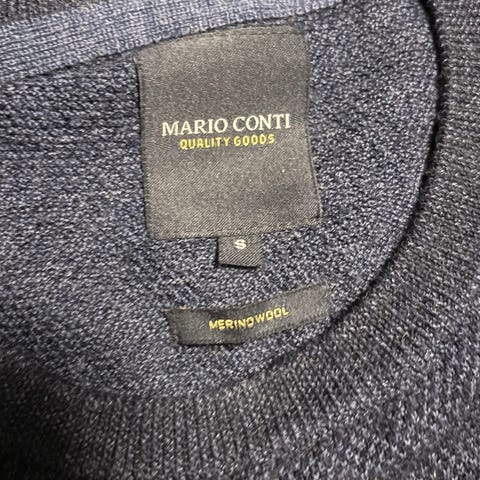 MARIO CONTI
QUALITY GOODS
S
MERINO WOOL